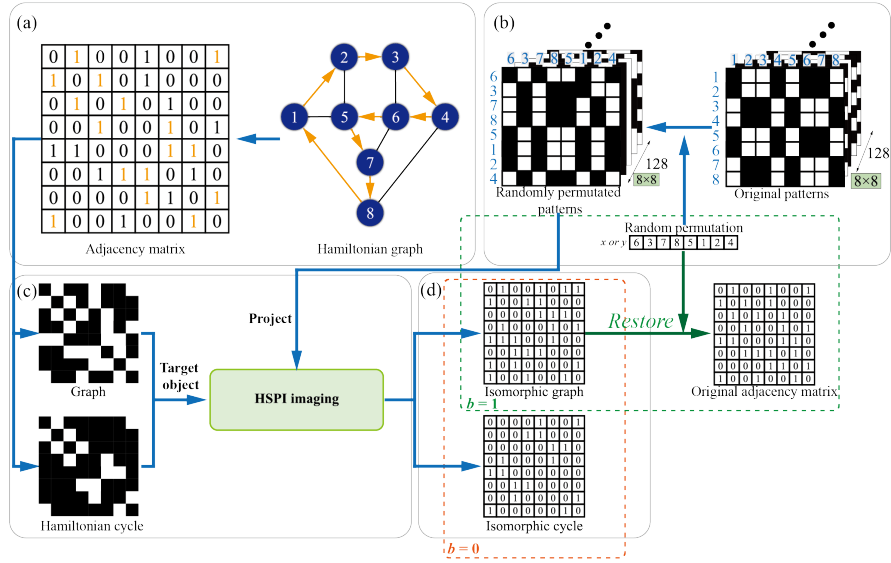 (a)
0 1 0 0 1 0 0 1
1 0 1 0 1 0 0 0
0 1 0 1 0 1 0 0
0 0 1 0 0 1 0 1
1 1 0 0 0 1 1 0
0 0 1 1 1 0 1 0
0 0 0 0 1 1 0 1
1 0 0 1 0 0 1 0
Adjacency matrix
1
2
3
4
5
6
7
8
Hamiltonian graph
(b)
6 3 7 8 5 1 2 4
6
3
7
8
5
1
2
4
128
8×8
Randomly permutated
patterns
1 2 3 4 5 6 7 8
1
2
3
4
5
6
7
8
128
8×8
Original patterns
Random permutation
x or y 6 3 7 8 5 1 2 4
(c)
Graph
Hamiltonian cycle
Target
object
Project
HSPI imaging
(d)
Isomorphic graph
b = 1
Isomorphic cycle
b = 0
Restore
Original adjacency matrix